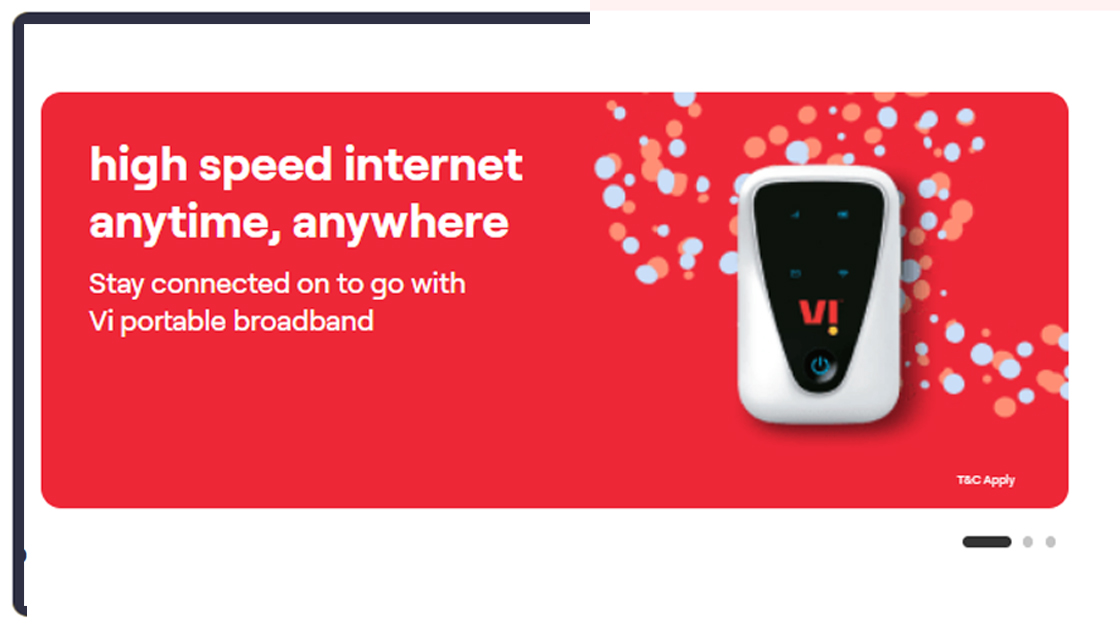 high speed internet
anytime, anywhere
Stay connected on to go with
Vi portable broadband
VI
T&C Apply